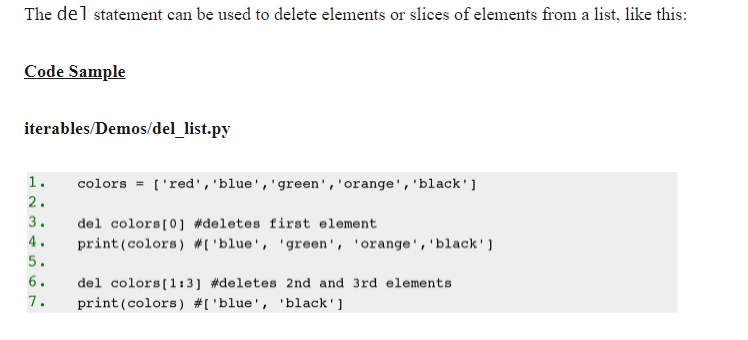 The del statement can be used to delete elements or slices of elements from a list, like this:
Code Sample
iterables/Demos/del_list.py
1. colors = ['red','blue','green','orange','black']
2.
3. del colors[0] #deletes first element
4. print(colors) #['blue', 'green', 'orange','black']
5.
6. del colors[1:3] #deletes 2nd and 3rd elements
7. print(colors) #['blue', 'black']